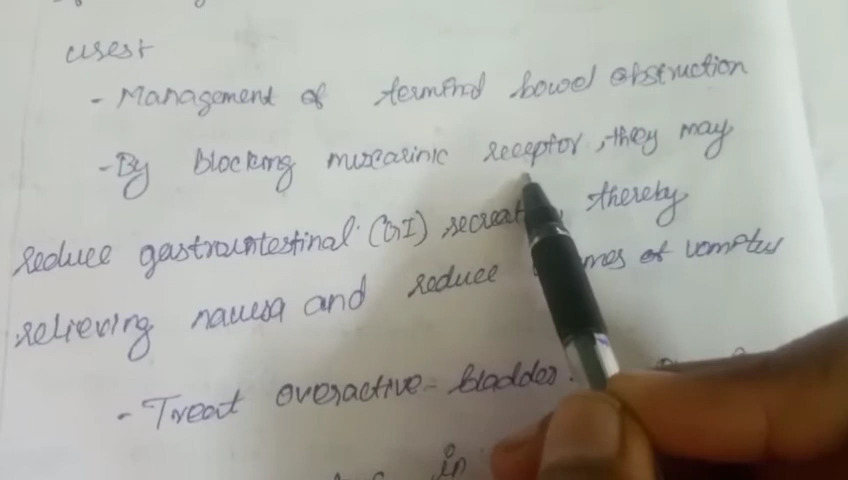 uses:
- Management of terminal bowel obstruction
- By Blocking muscarinic receptor, they may
reduce gastrointestinal (GI) thereby
relieving nausea and reduce of vomitus
- Treat overactive-bladder.
in